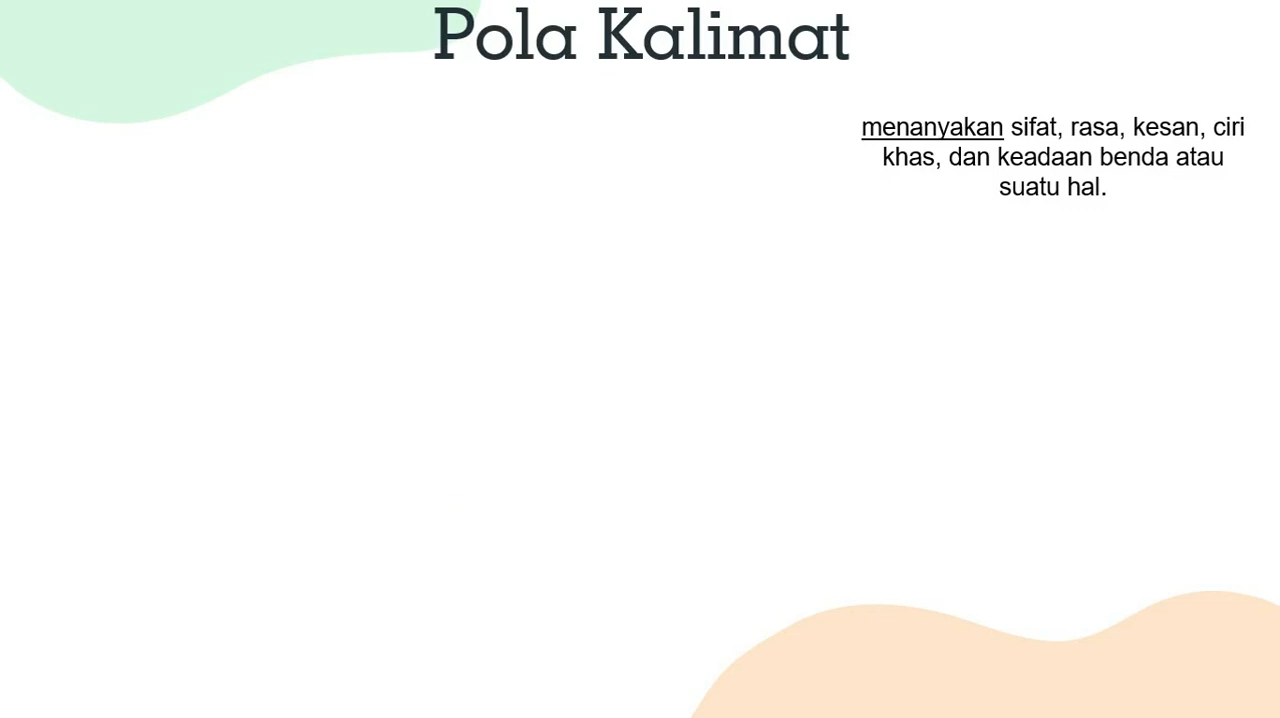 Pola Kalimat
menanyakan sifat, rasa, kesan, ciri
khas, dan keadaan benda atau
suatu hal.